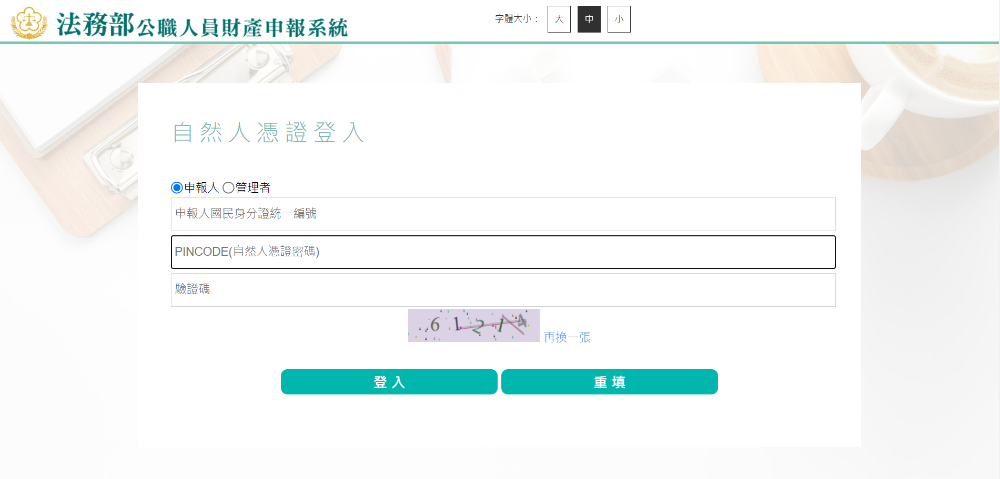 法務部公職人員財產申報系統
字體大小： 大 中 小
自然人憑證登入
申報人 管理者
申報人國民身分證統一編號
PINCODE(自然人憑證密碼)
驗證碼
61214 再換一張
登入 重填